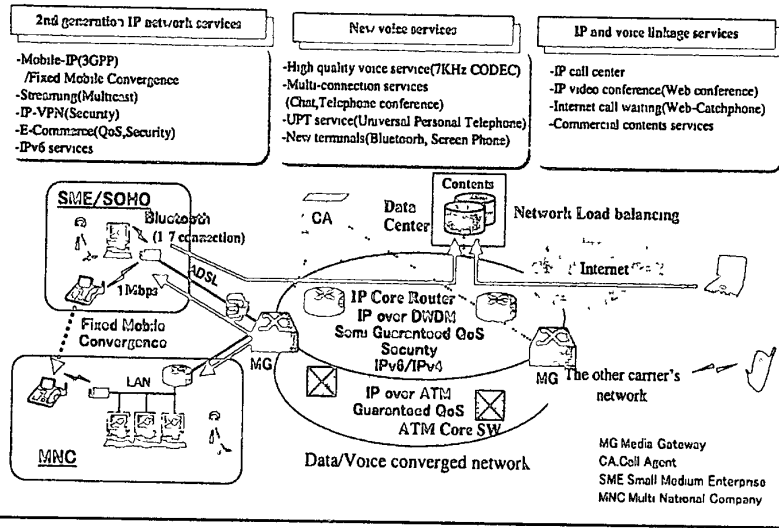 2nd generation IP network services
-Mobile-IP(3GPP)
/Fixed Mobile Convergence
-Streaming(Multicast)
-IP-VPN(Security)
-E-Commerce(QoS,Security)
-IPv6 services
New voice services
-High quality voice service(7KHz CODEC)
-Multi-connection services
(Chat,Telephone conference)
-UPT service(Universal Personal Telephone)
-New terminals(Bluetooth, Screen Phone)
IP and voice linkage services
-IP call center
-IP video conference(Web conference)
-Internet call waiting(Web-Catchphone)
-Commercial contents services
SME/SOHO
Bluetooth
(1 7 connection)
1Mbps
ADSL
Fixed Mobile
Convergence
LAN
MNC
CA
Data
Center
Contents
Network Load balancing
Internet
IP Core Router
IP over DWDM
Semi Guaranteed QoS
Security
IPv6/IPv4
MG
MG
The other carrier's
network
IP over ATM
Guaranteed QoS
ATM Core SW
Data/Voice converged network
MG Media Gateway
CA.Call Agent
SME Small Medium Enterprise
MNC Multi National Company